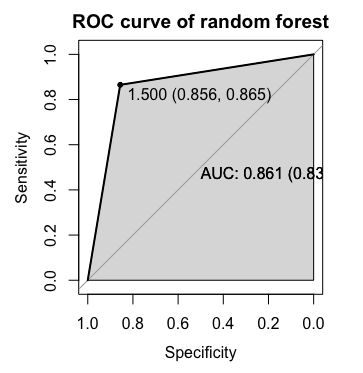 ROC curve of random forest
1.0
0.8
0.6
0.4
0.2
0.0
Sensitivity
1.500 (0.856, 0.865)
AUC: 0.861 (0.83
1.0 0.8 0.6 0.4 0.2 0.0
Specificity